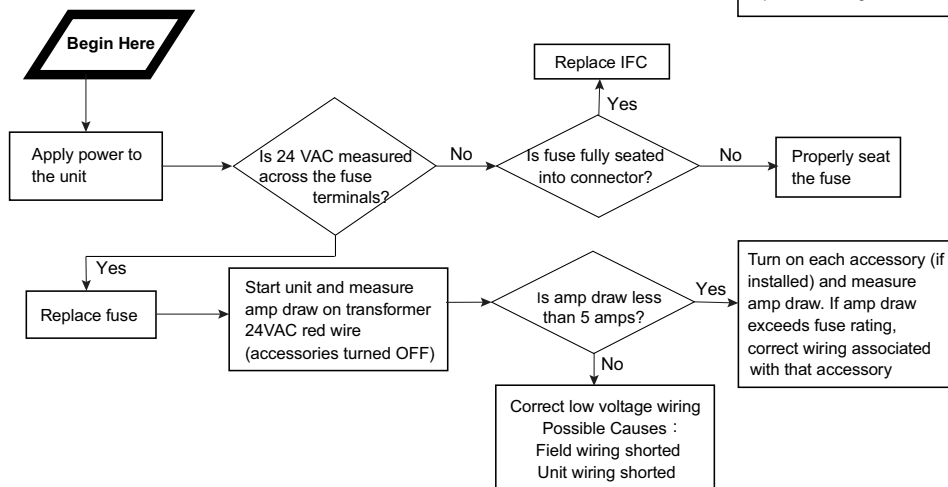 Begin Here
Apply power to
the unit
Is 24 VAC measured
across the fuse
terminals?
No
Is fuse fully seated
into connector?
Yes
Replace IFC
No
Properly seat
the fuse
Yes
Replace fuse
Start unit and measure
amp draw on transformer
24VAC red wire
(accessories turned OFF)
Is amp draw less
than 5 amps?
Yes
Turn on each accessory (if
installed) and measure
amp draw. If amp draw
exceeds fuse rating,
correct wiring associated
with that accessory
No
Correct low voltage wiring
Possible Causes :
Field wiring shorted
Unit wiring shorted